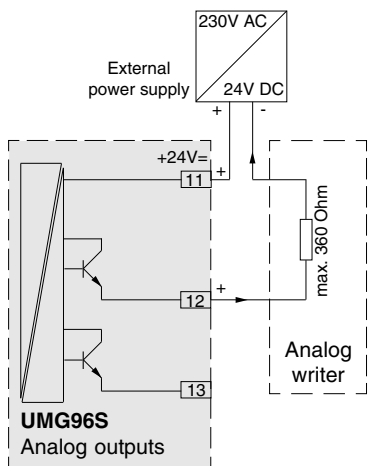 230V AC
External
power supply
24V DC
+
-
+24V=
11
+
max. 360 Ohm
12
+
Analog
writer
13
UMG96S
Analog outputs